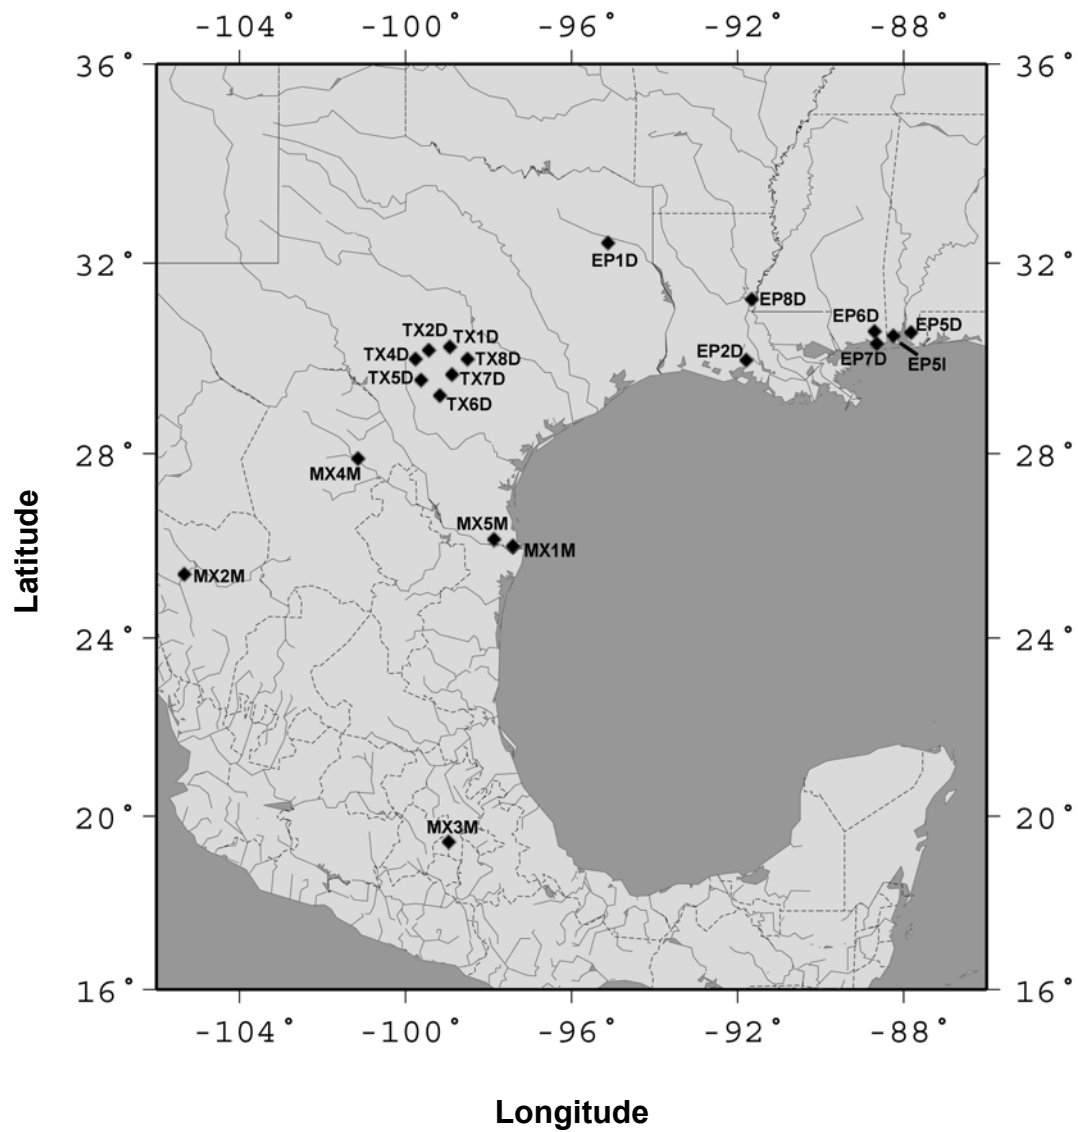 -104° -100° -96° -92° -88°
36° 36°
32° 32°
28° 28°
24° 24°
20° 20°
16° 16°
EP1D
EP8D
EP6D
EP5D
EP7D
EP5I
EP2D
TX2D
TX1D
TX4D
TX8D
TX5D
TX7D
TX6D
MX4M
MX5M
MX1M
MX2M
MX3M
-104° -100° -96° -92° -88°
Latitude
Longitude